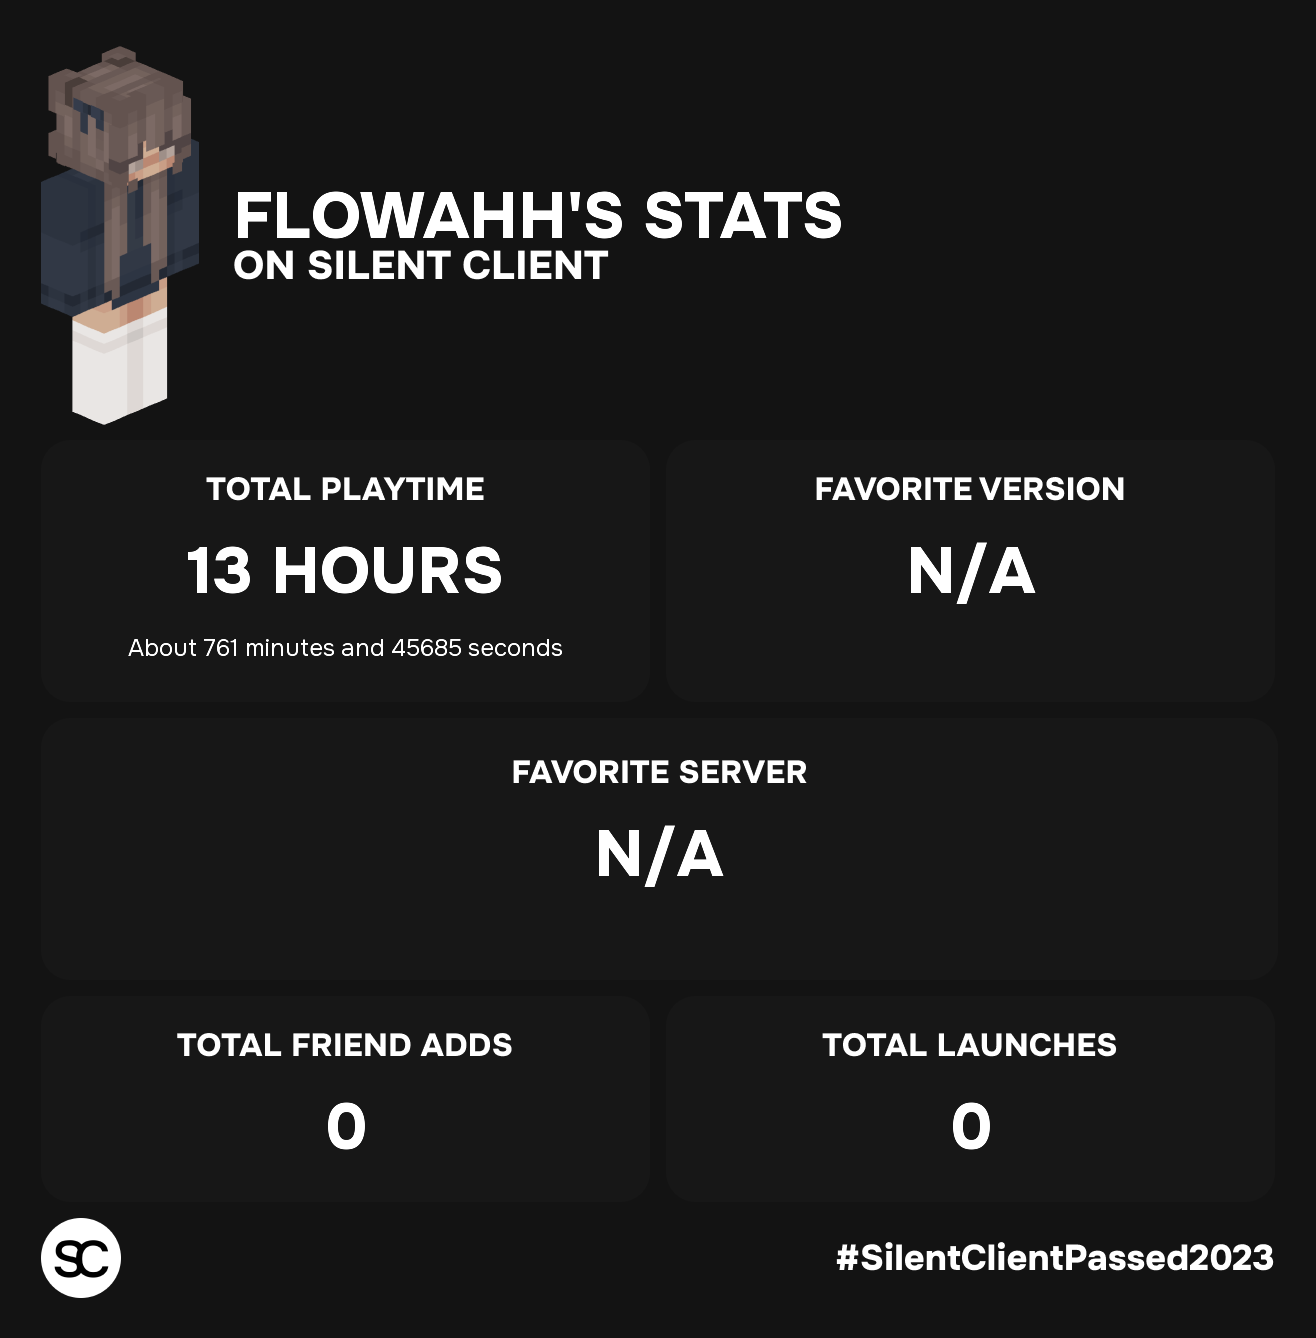 FLOWAHH'S STATS
ON SILENT CLIENT
TOTAL PLAYTIME
13 HOURS
About 761 minutes and 45685 seconds
FAVORITE VERSION
N/A
FAVORITE SERVER
N/A
TOTAL FRIEND ADDS
0
TOTAL LAUNCHES
0
SC
#SilentClientPassed2023